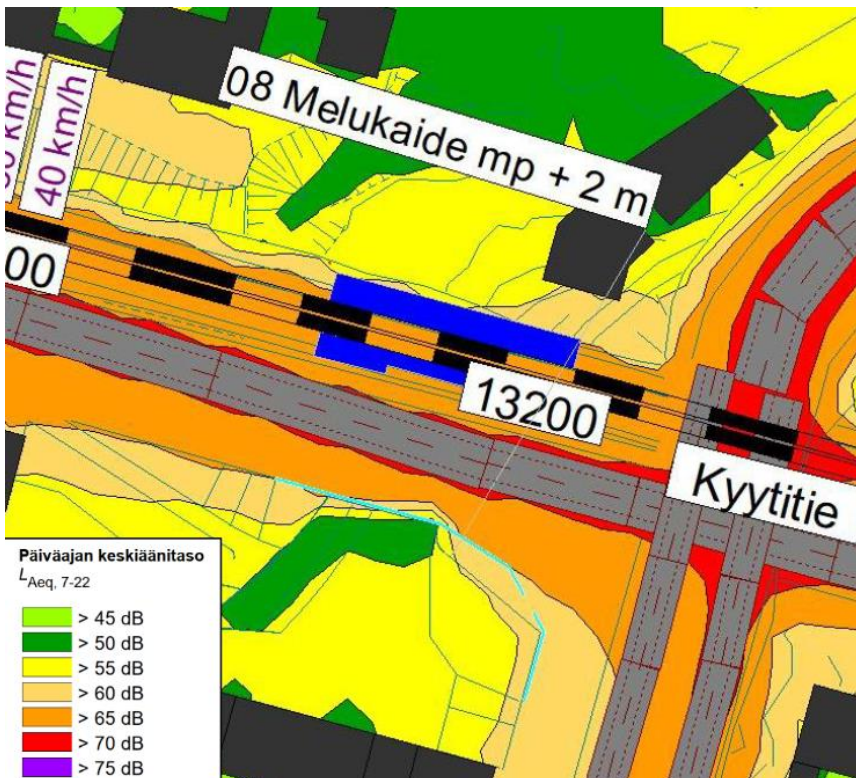 08 Melukaide mp + 2 m
km/h
40 km/h
00
13200
Kyytitie
Päiväajan keskiäänitaso
LAeq, 7-22
> 45 dB
> 50 dB
> 55 dB
> 60 dB
> 65 dB
> 70 dB
> 75 dB